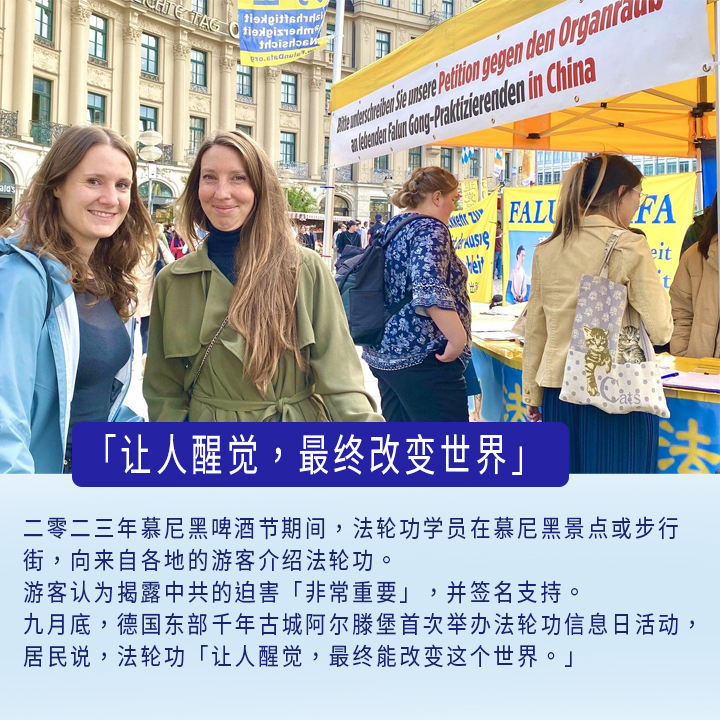 ahrhaftigkeit
mherzigkeit
Nachsicht
Bitte unterschreiben Sie unsere Petition gegen den Organraub
an lebenden Falun Gong-Praktizierenden in China
FALU FA
eit
Cats
法
「让人醒觉，最终改变世界」
二零二三年慕尼黑啤酒节期间，法轮功学员在慕尼黑景点或步行
街，向来自各地的游客介绍法轮功。
游客认为揭露中共的迫害「非常重要」，并签名支持。
九月底，德国东部千年古城阿尔滕堡首次举办法轮功信息日活动，
居民说，法轮功「让人醒觉，最终能改变这个世界。」